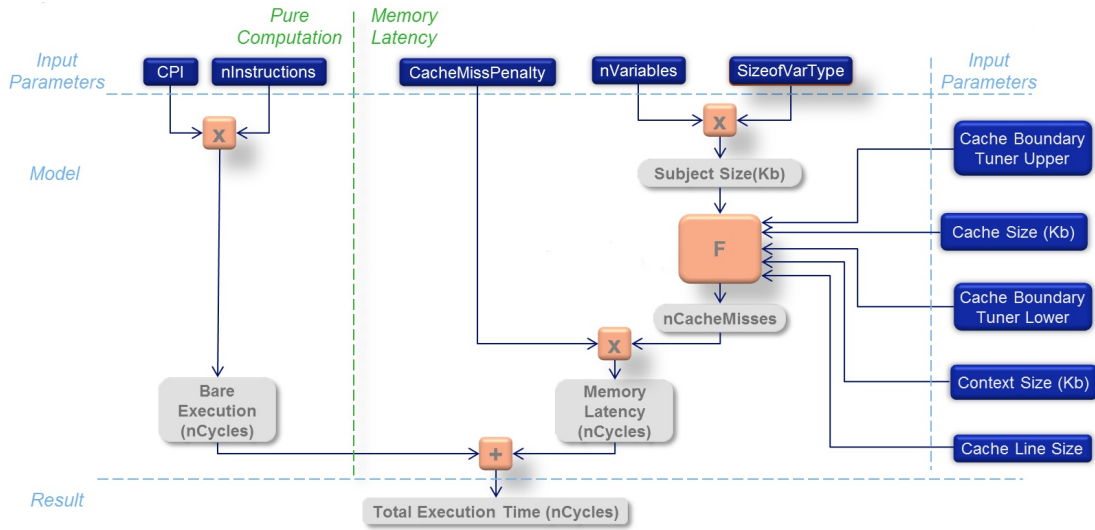 Pure
Computation
Memory
Latency
Input
Parameters
CPI
nInstructions
CacheMissPenalty
nVariables
SizeofVarType
Input
Parameters
x
x
Model
Subject Size(Kb)
Cache Boundary
Tuner Upper
F
Cache Size (Kb)
nCacheMisses
Cache Boundary
Tuner Lower
x
Bare
Execution
(nCycles)
Memory
Latency
(nCycles)
Context Size (Kb)
+
Cache Line Size
Result
Total Execution Time (nCycles)